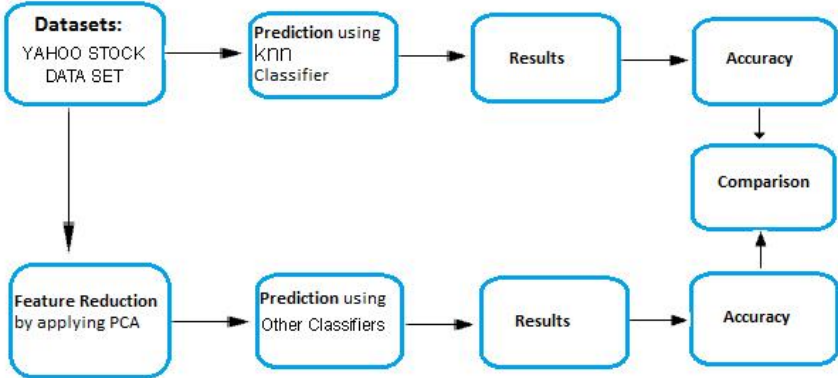 Datasets:
YAHOO STOCK
DATA SET
Prediction using
knn
Classifier
Results
Accuracy
Comparison
Feature Reduction
by applying PCA
Prediction using
Other Classifiers
Results
Accuracy